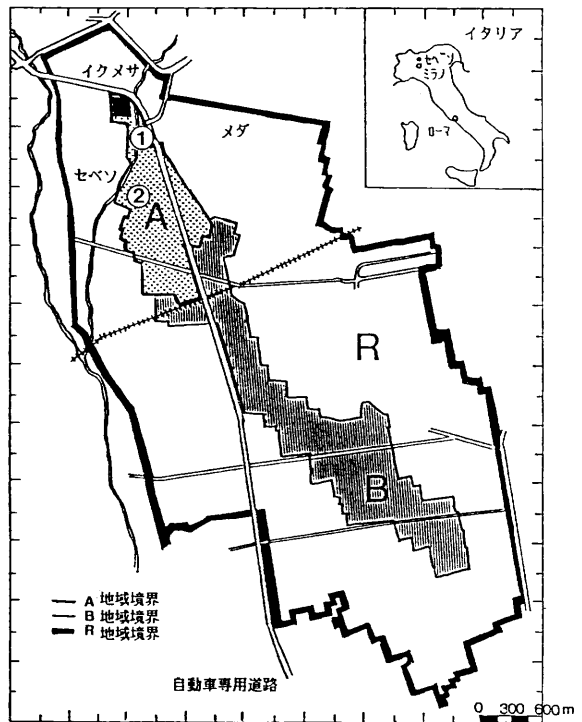 イタリア
セベソ
ミラノ
ローマ
イクメサ
メダ
①
セベソ
②
A
R
B
A 地域境界
B 地域境界
R 地域境界
自動車専用道路
0 300 600m